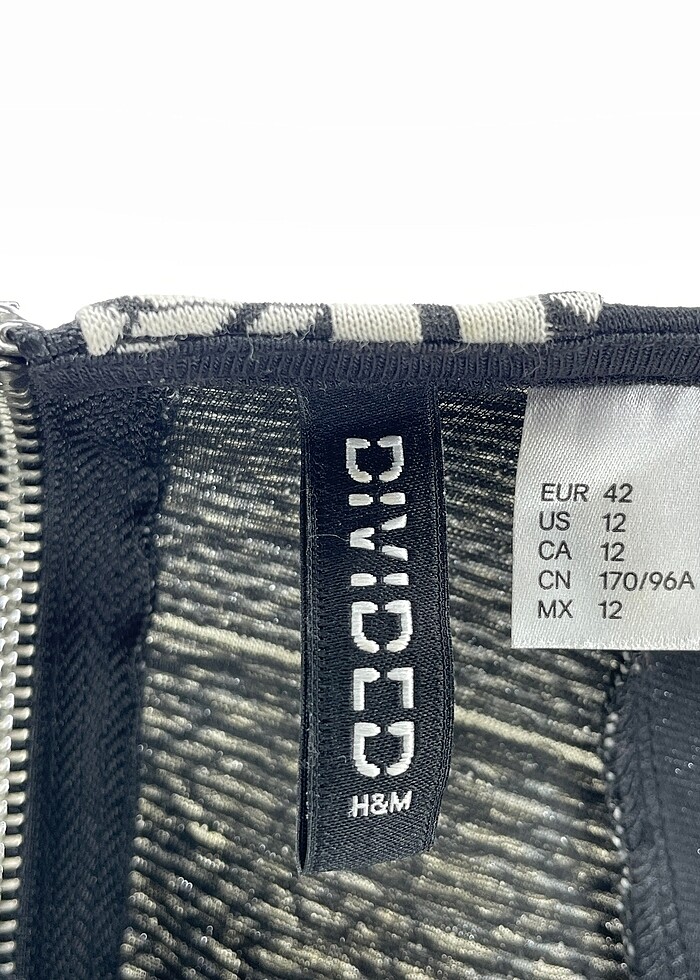 DIVIDED
H&M
EUR 42
US 12
CA 12
CN 170/96A
MX 12